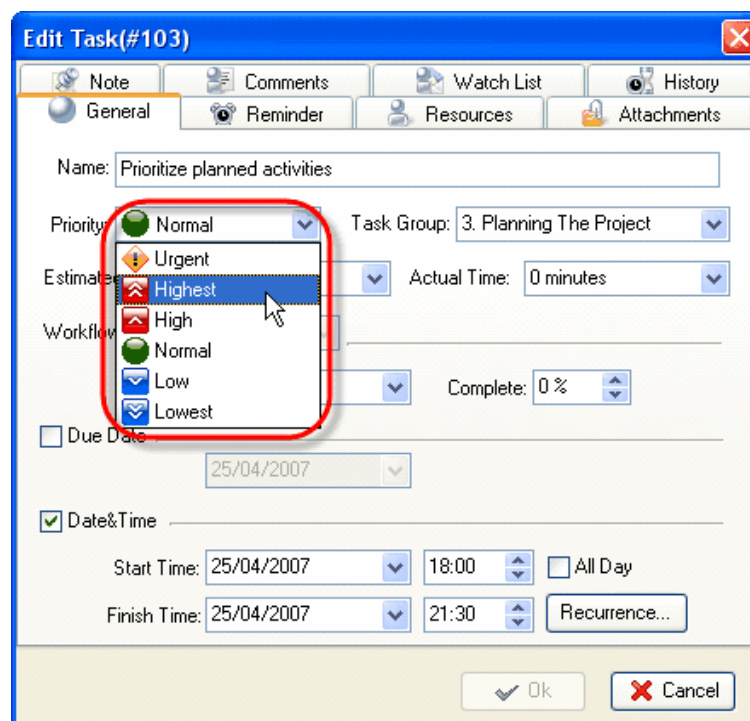 Edit Task(#103)
Note Comments Watch List History
General Reminder Resources Attachments
Name: Prioritize planned activities
Priority: Normal Task Group: 3. Planning The Project
Urgent
Estimate Actual Time: 0 minutes
Highest
High
Workflow
Normal
Low Complete: 0 %
Lowest
Due Date
25/04/2007
Date&Time
Start Time: 25/04/2007 18:00 All Day
Finish Time: 25/04/2007 21:30 Recurrence...
Ok Cancel